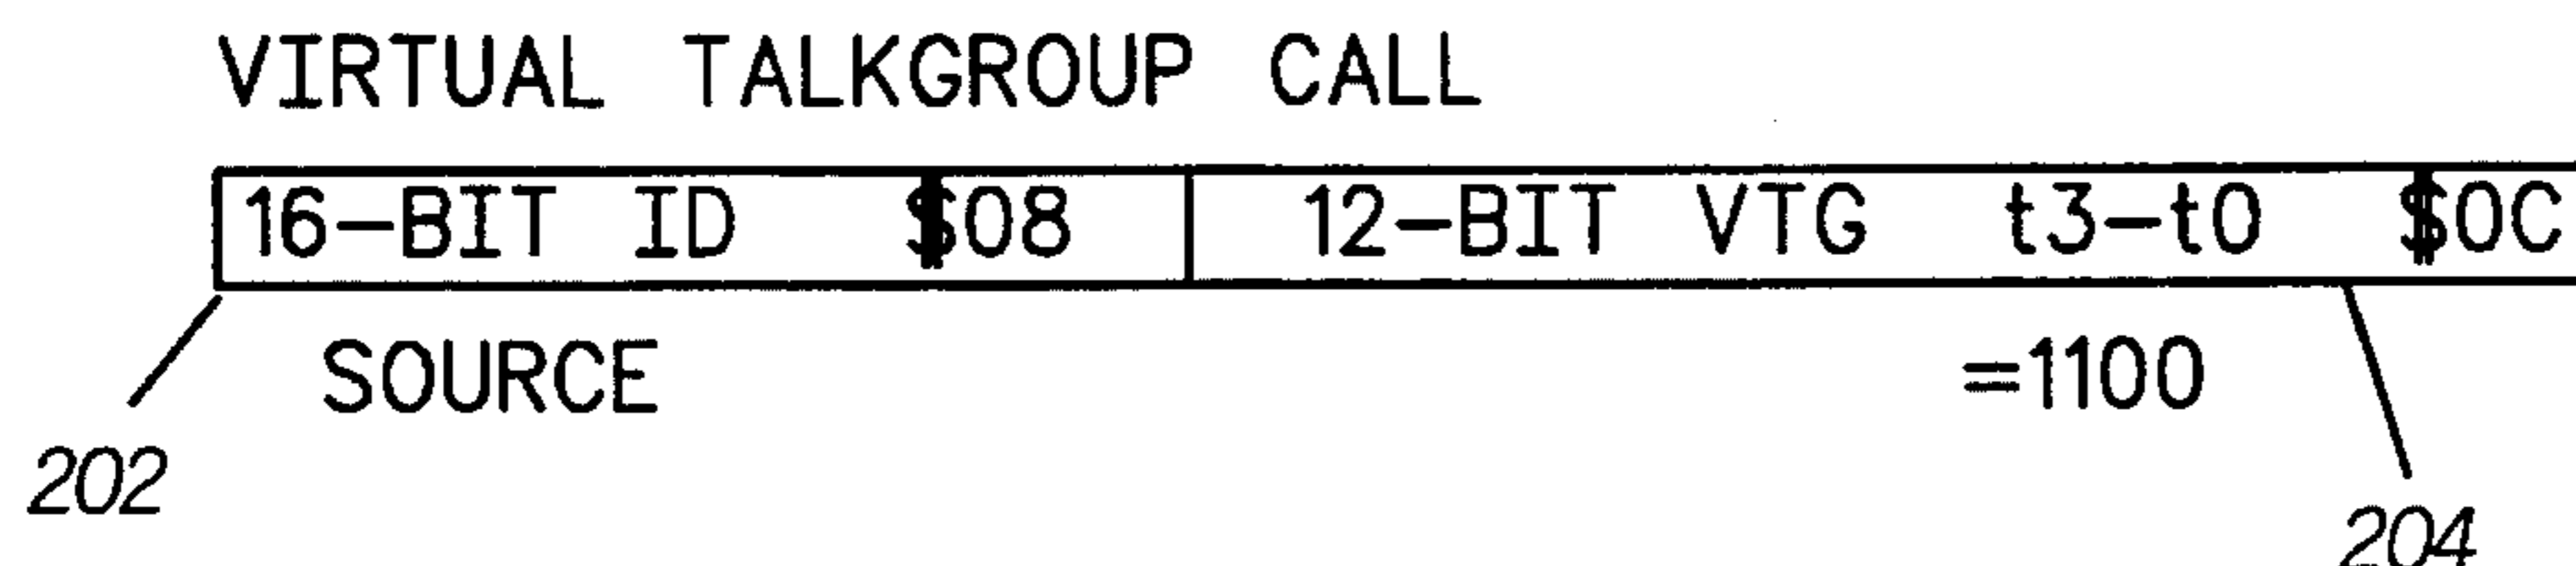 VIRTUAL TALKGROUP CALL
16-BIT ID $08 12-BIT VTG t3-t0 $0C
SOURCE =1100
202
204